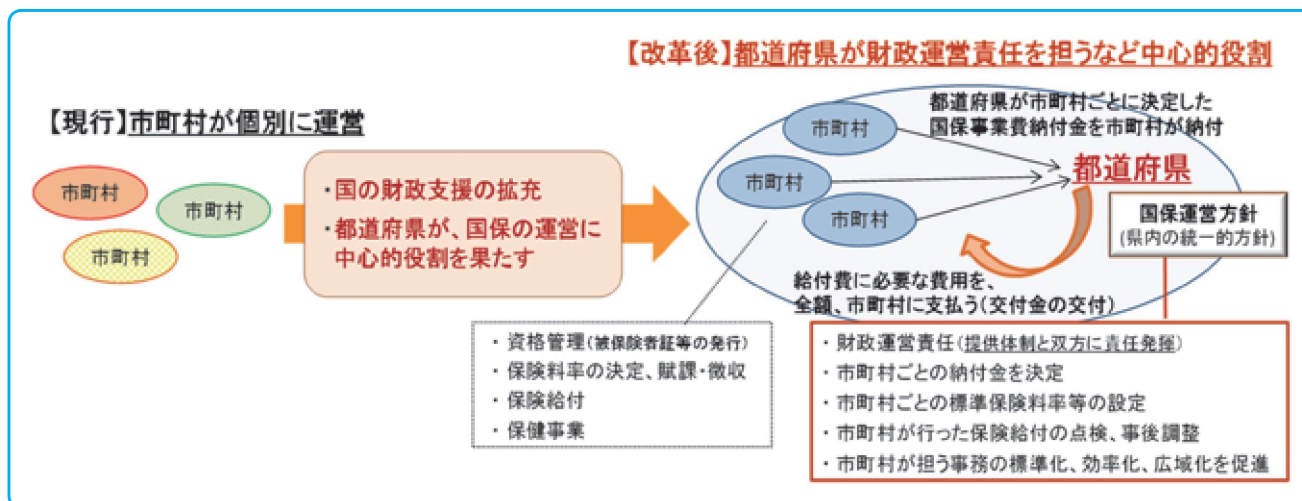 【改革後】都道府県が財政運営責任を担うなど中心的役割
【現行】市町村が個別に運営
市町村
市町村
市町村
・国の財政支援の拡充
・都道府県が、国保の運営に
中心的役割を果たす
市町村
市町村
市町村
都道府県が市町村ごとに決定した
国保事業費納付金を市町村が納付
都道府県
国保運営方針
(県内の統一的方針)
給付費に必要な費用を、
全額、市町村に支払う(交付金の交付)
・資格管理(被保険者証等の発行)
・保険料率の決定、賦課・徴収
・保険給付
・保健事業
・財政運営責任(提供体制と双方に責任発揮)
・市町村ごとの納付金を決定
・市町村ごとの標準保険料率等の設定
・市町村が行った保険給付の点検、事後調整
・市町村が担う事務の標準化、効率化、広域化を促進